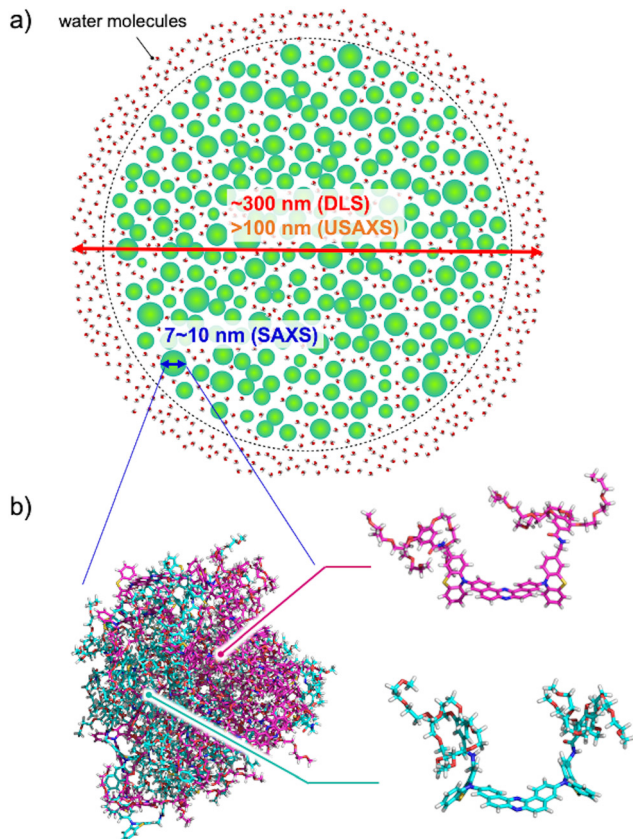 a)
water molecules
~300 nm (DLS)
>100 nm (USAXS)
7~10 nm (SAXS)
b)